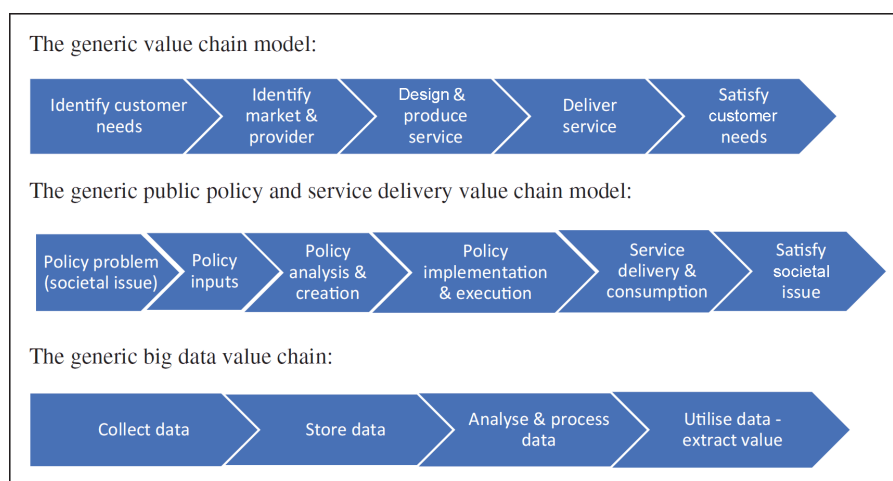 The generic value chain model:
Identify customer
needs
Identify
market &
provider
Design &
produce
service
Deliver
service
Satisfy
customer
needs
The generic public policy and service delivery value chain model:
Policy problem
(societal issue)
Policy
inputs
Policy
analysis &
creation
Policy
implementation
& execution
Service
delivery &
consumption
Satisfy
societal
issue
The generic big data value chain:
Collect data
Store data
Analyse & process
data
Utilise data -
extract value